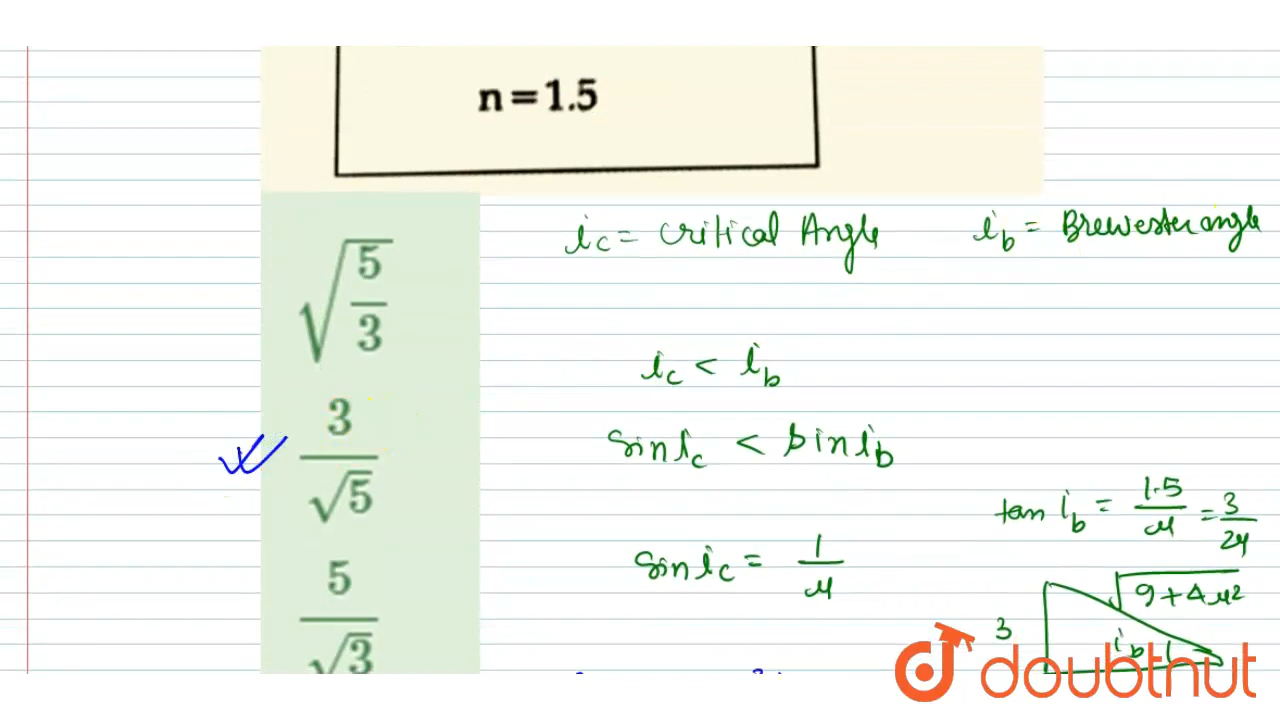 n = 1.5
i_c = Critical Angle
i_b = Brewester angle
√(5/3)
i_c < i_b
3/√5
sin i_c < sin i_b
tan i_b = 1.5/μ = 3/2μ
sin i_c = 1/μ
5/√3
√9+4μ²
3
i_b
doubtnut